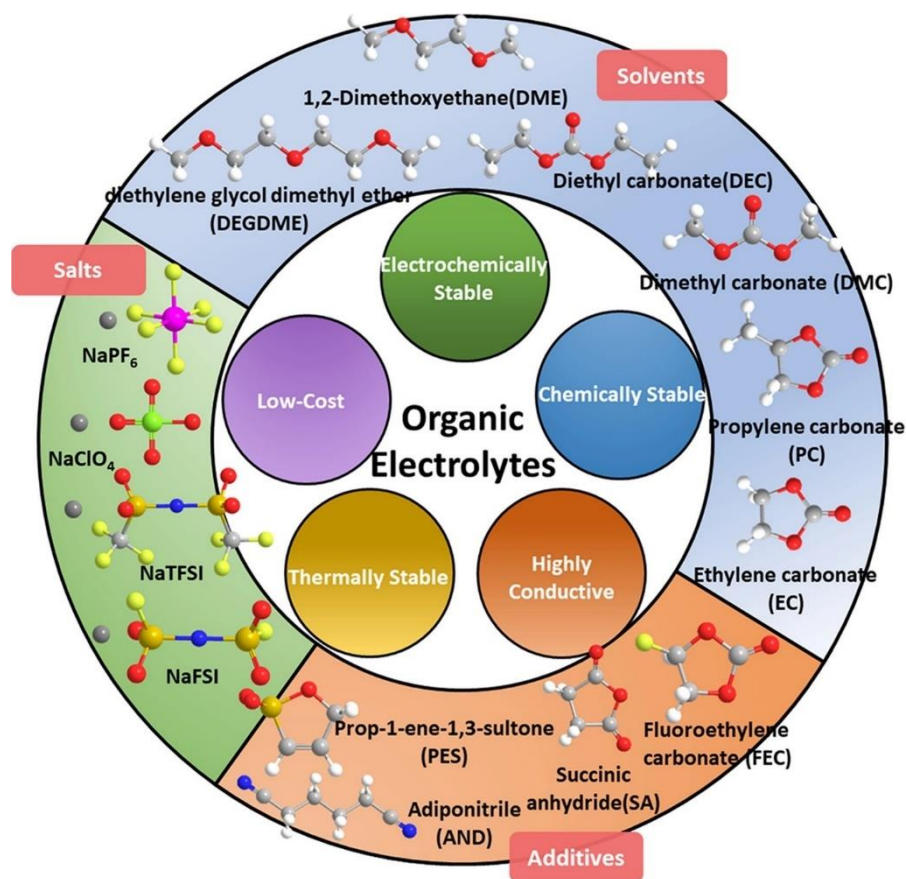 Solvents
1,2-Dimethoxyethane(DME)
diethylene glycol dimethyl ether
(DEGDME)
Diethyl carbonate(DEC)
Dimethyl carbonate (DMC)
Propylene carbonate
(PC)
Ethylene carbonate
(EC)
Salts
NaPF₆
NaClO₄
NaTFSI
NaFSI
Electrochemically
Stable
Low-Cost
Chemically Stable
Organic
Electrolytes
Thermally Stable
Highly
Conductive
Prop-1-ene-1,3-sultone
(PES)
Adiponitrile
(AND)
Succinic
anhydride(SA)
Fluoroethylene
carbonate (FEC)
Additives